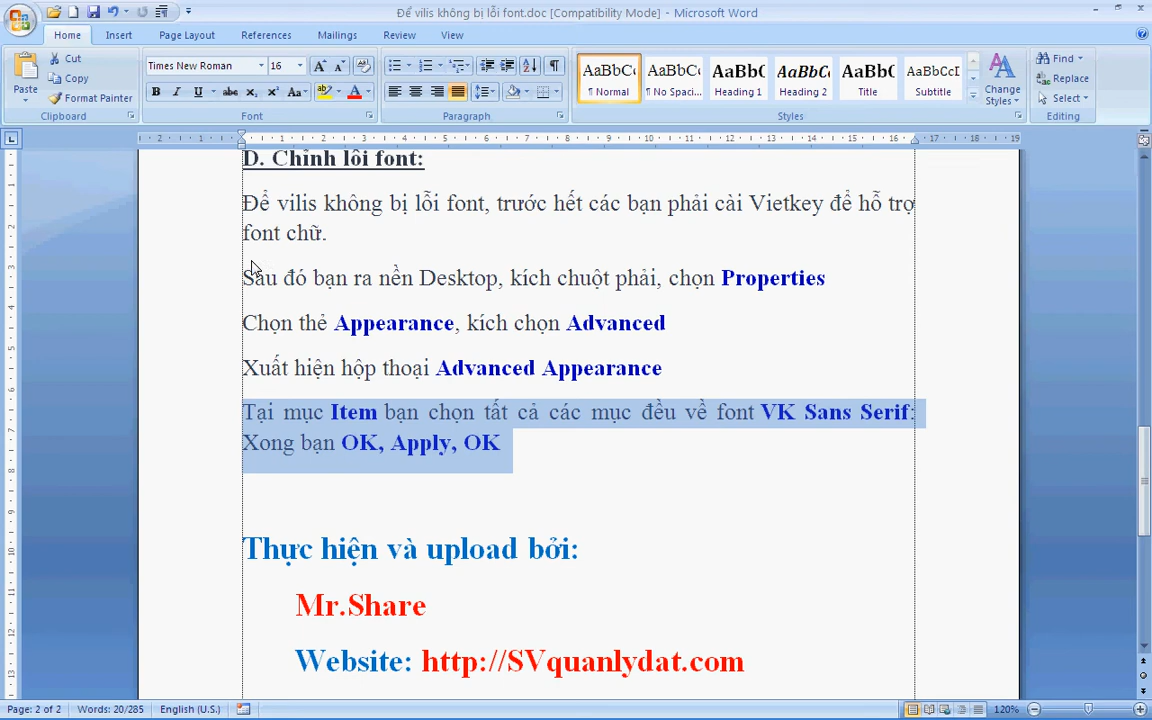 Để vilis không bị lỗi font.doc [Compatibility Mode] - Microsoft Word
Home Insert Page Layout References Mailings Review View
Paste
Cut
Copy
Format Painter
Clipboard
Times New Roman 16
Font
Paragraph
AaBbCc AaBbCc AaBbC AaBbC AaBbC AaBbCcI
¶ Normal ¶ No Spaci... Heading 1 Heading 2 Title Subtitle
Change Styles
Styles
Find
Replace
Select
Editing
D. Chỉnh lỗi font:
Để vilis không bị lỗi font, trước hết các bạn phải cài Vietkey để hỗ trợ
font chữ.
Sau đó bạn ra nền Desktop, kích chuột phải, chọn Properties
Chọn thẻ Appearance, kích chọn Advanced
Xuất hiện hộp thoại Advanced Appearance
Tại mục Item bạn chọn tất cả các mục đều về font VK Sans Serif:
Xong bạn OK, Apply, OK
Thực hiện và upload bởi:
Mr.Share
Website: http://SVquanlydat.com
Page: 2 of 2 Words: 20/285 English (U.S.) 120%